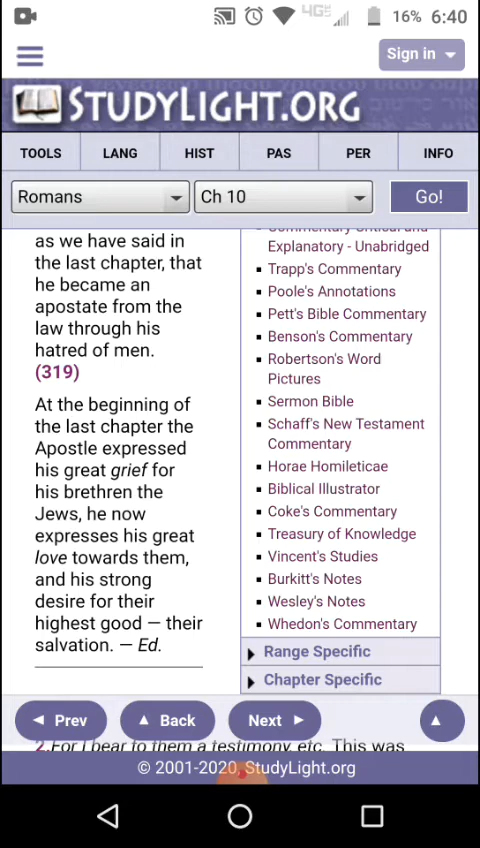 4G
16% 6:40
Sign in
STUDYLIGHT.ORG
TOOLS LANG HIST PAS PER INFO
Romans Ch 10 Go!
as we have said in
the last chapter, that
he became an
apostate from the
law through his
hatred of men.
(319)
At the beginning of
the last chapter the
Apostle expressed
his great grief for
his brethren the
Jews, he now
expresses his great
love towards them,
and his strong
desire for their
highest good — their
salvation. — Ed.
Commentary Critical and
Explanatory - Unabridged
Trapp's Commentary
Poole's Annotations
Pett's Bible Commentary
Benson's Commentary
Robertson's Word
Pictures
Sermon Bible
Schaff's New Testament
Commentary
Horae Homileticae
Biblical Illustrator
Coke's Commentary
Treasury of Knowledge
Vincent's Studies
Burkitt's Notes
Wesley's Notes
Whedon's Commentary
Range Specific
Chapter Specific
Prev Back Next
2.For I bear to them a testimony, etc. This was
© 2001-2020, StudyLight.org